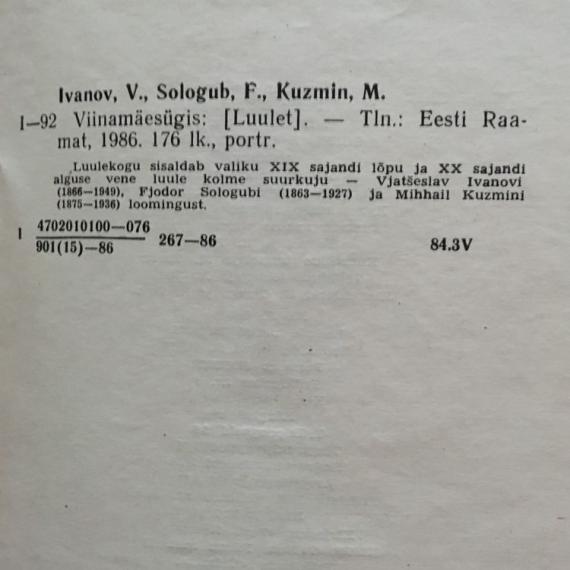 Ivanov, V., Sologub, F., Kuzmin, M.
I—92 Viinamäesügis: [Luulet]. — Tln.: Eesti Raa-
mat, 1986. 176 lk., portr.
Luulekogu sisaldab valiku XIX sajandi lõpu ja XX sajandi
alguse vene luule kolme suurkuju — Vjatšeslav Ivanovi
(1866—1949), Fjodor Sologubi (1863—1927) ja Mihhail Kuzmini
(1875—1936) loomingust.
I 4702010100—076
901(15)—86 267—86 84.3V